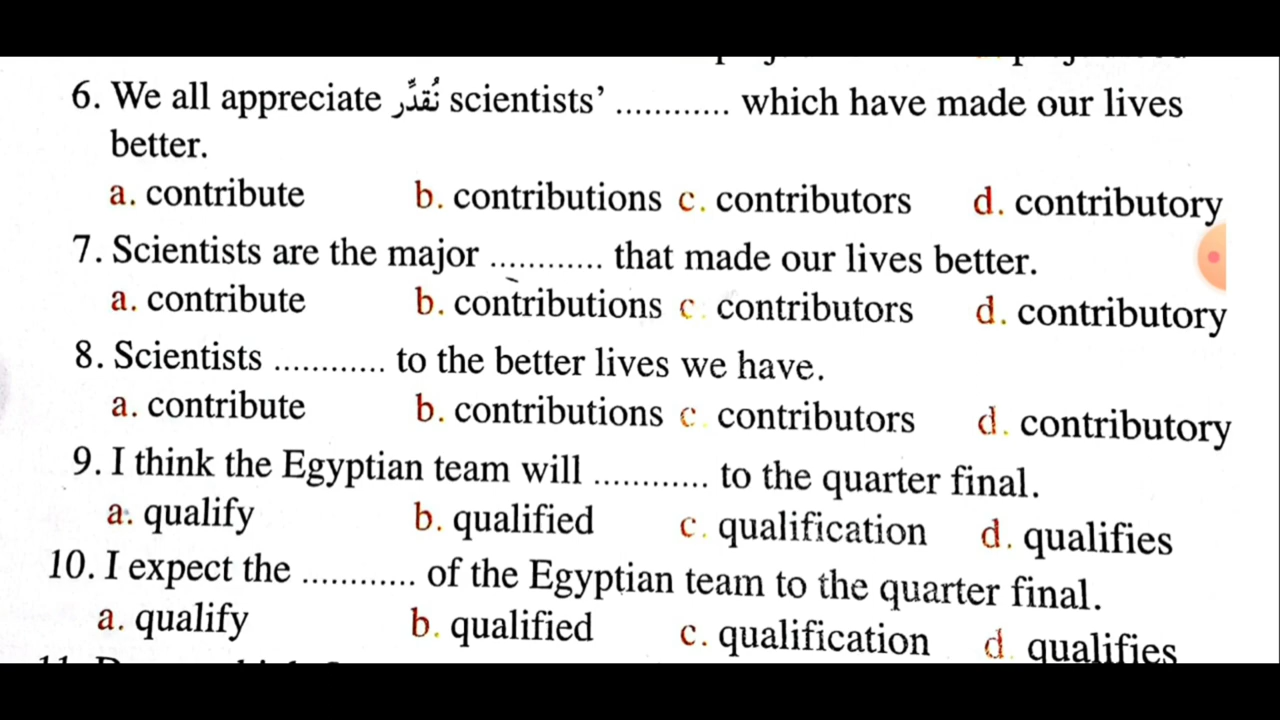 6. We all appreciate نُقدِّر scientists' ............ which have made our lives
better.
a. contribute b. contributions c. contributors d. contributory
7. Scientists are the major ............ that made our lives better.
a. contribute b. contributions c. contributors d. contributory
8. Scientists ............ to the better lives we have.
a. contribute b. contributions c. contributors d. contributory
9. I think the Egyptian team will ............ to the quarter final.
a. qualify b. qualified c. qualification d. qualifies
10. I expect the ............ of the Egyptian team to the quarter final.
a. qualify b. qualified c. qualification d. qualifies